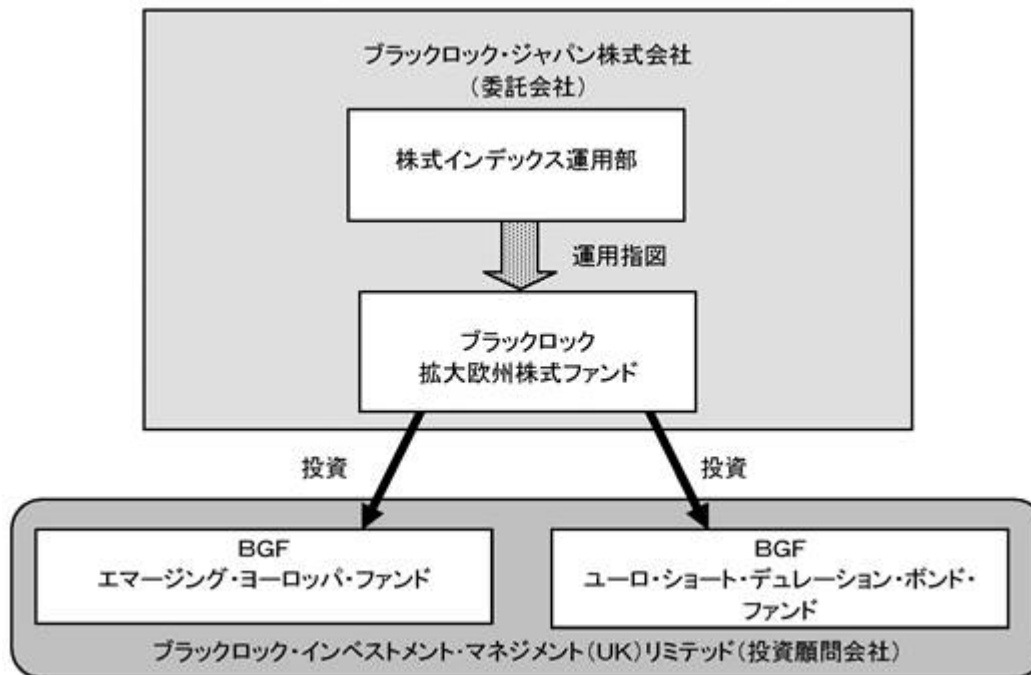 ブラックロック・ジャパン株式会社
（委託会社）
株式インデックス運用部
運用指図
ブラックロック
拡大欧州株式ファンド
投資
投資
BGF
エマージング・ヨーロッパ・ファンド
BGF
ユーロ・ショート・デュレーション・ボンド・
ファンド
ブラックロック・インベストメント・マネジメント（UK）リミテッド（投資顧問会社）